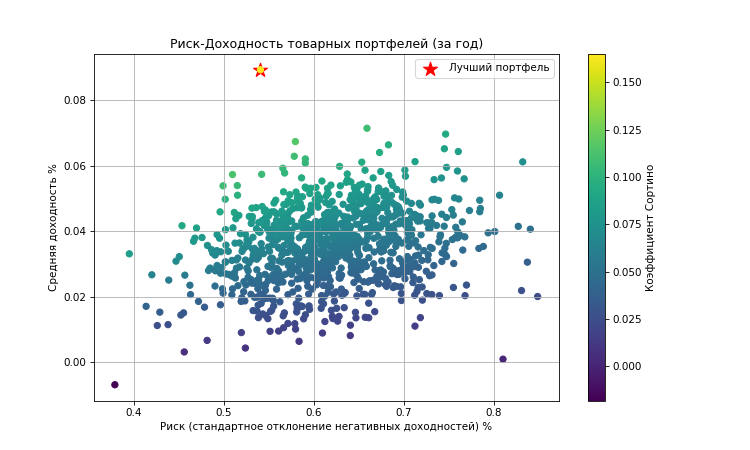 Риск-Доходность товарных портфелей (за год)
Лучший портфель
Средняя доходность %
0.08
0.06
0.04
0.02
0.00
0.4 0.5 0.6 0.7 0.8
Риск (стандартное отклонение негативных доходностей) %
0.150
0.125
0.100
0.075
0.050
0.025
0.000
Коэффициент Сортино